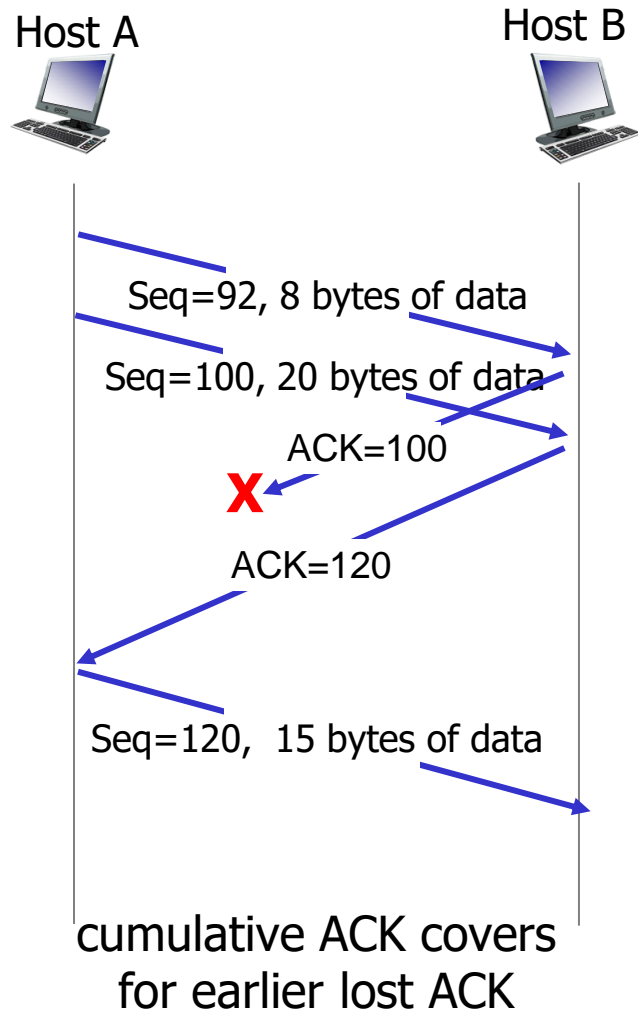 Host A
Host B
Seq=92, 8 bytes of data
Seq=100, 20 bytes of data
ACK=100
X
ACK=120
Seq=120, 15 bytes of data
cumulative ACK covers
for earlier lost ACK